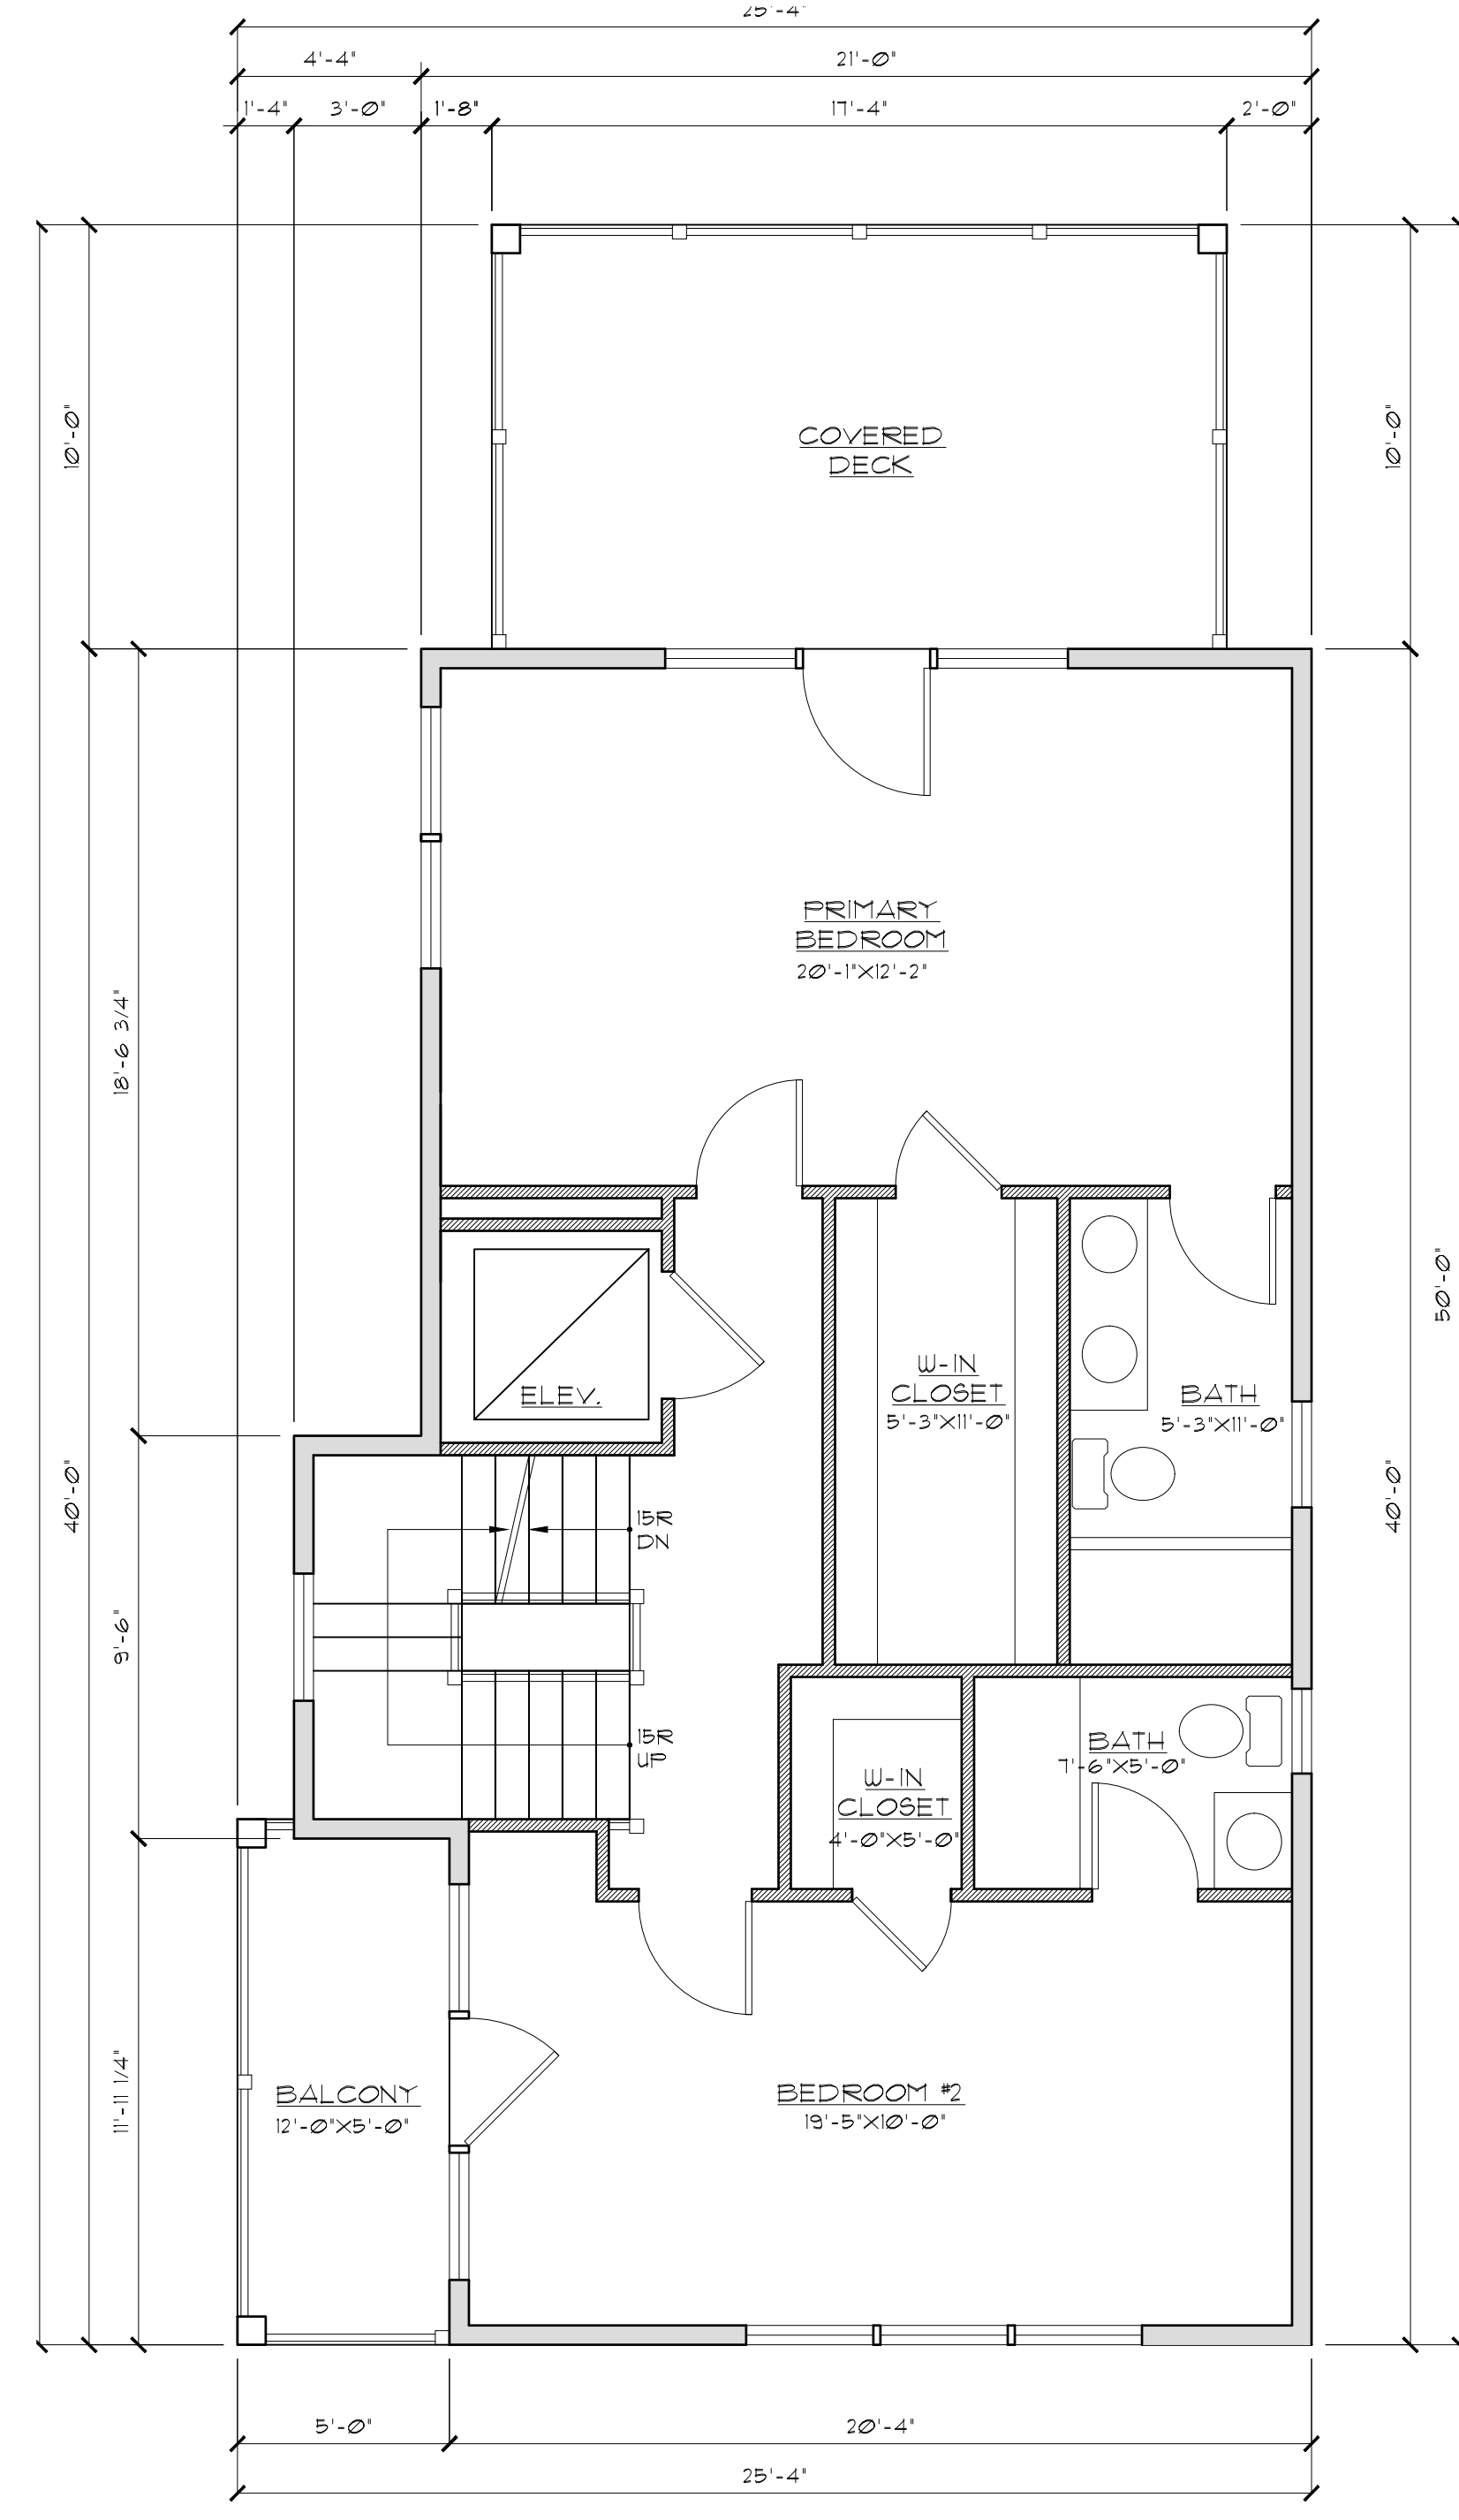 25'-4"
4'-4" 21'-0"
1'-4" 3'-0" 1'-8" 17'-4" 2'-0"
10'-0" 10'-0"
COVERED
DECK
PRIMARY
BEDROOM
20'-1"X12'-2"
18'-6 3/4"
50'-0"
W-IN
CLOSET
5'-3"X11'-0"
BATH
5'-3"X11'-0"
ELEV.
40'-0" 40'-0"
15R
DN
9'-6"
15R
UP
BATH
7'-6"X5'-0"
W-IN
CLOSET
4'-0"X5'-0"
11'-11 1/4"
BALCONY
12'-0"X5'-0"
BEDROOM #2
19'-5"X10'-0"
5'-0" 20'-4"
25'-4"